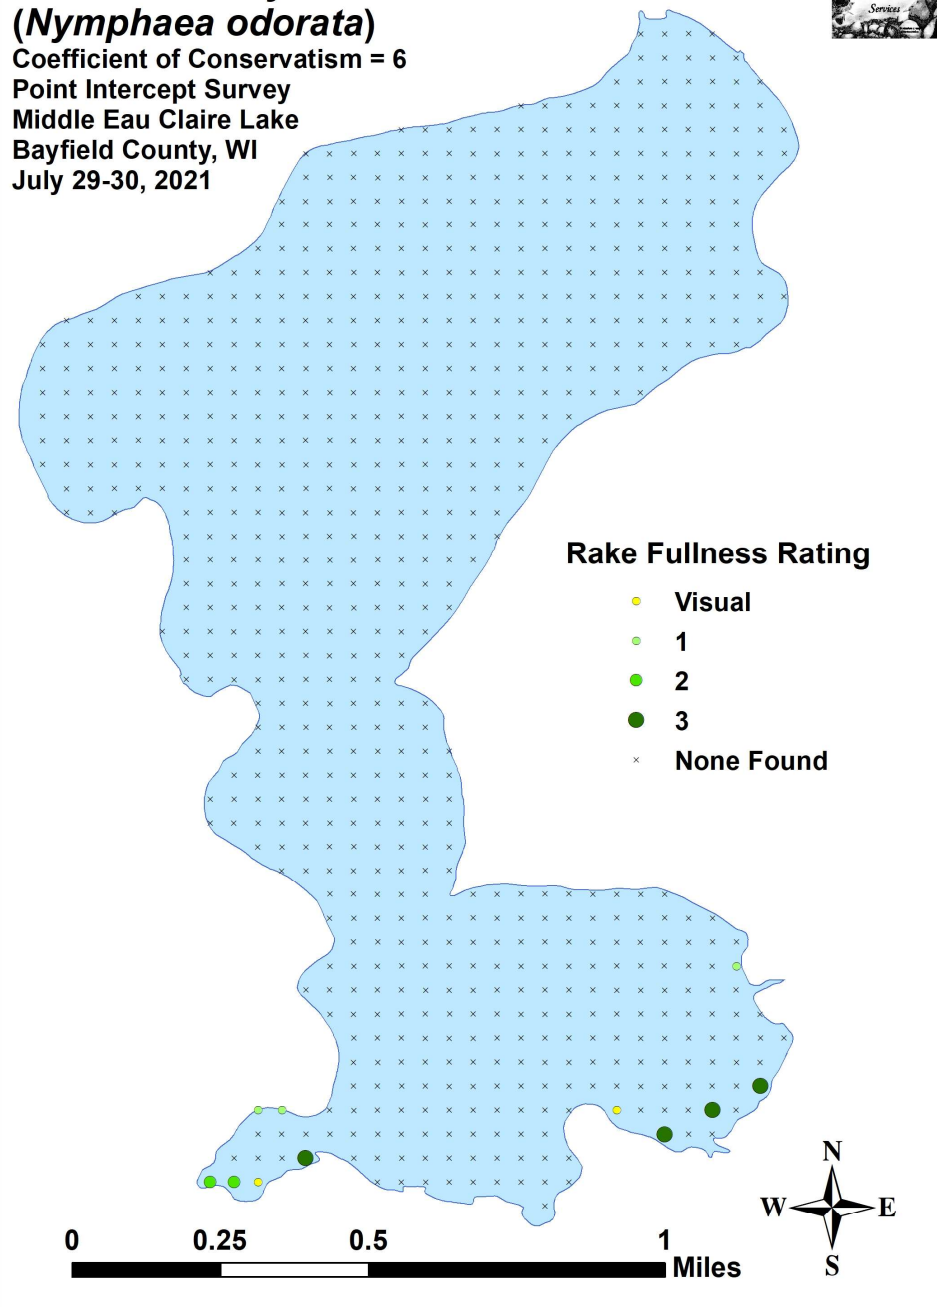 (Nymphaea odorata)
Coefficient of Conservatism = 6
Point Intercept Survey
Middle Eau Claire Lake
Bayfield County, WI
July 29-30, 2021
Services
Rake Fullness Rating
Visual
1
2
3
None Found
N
W E
S
0 0.25 0.5 1
Miles